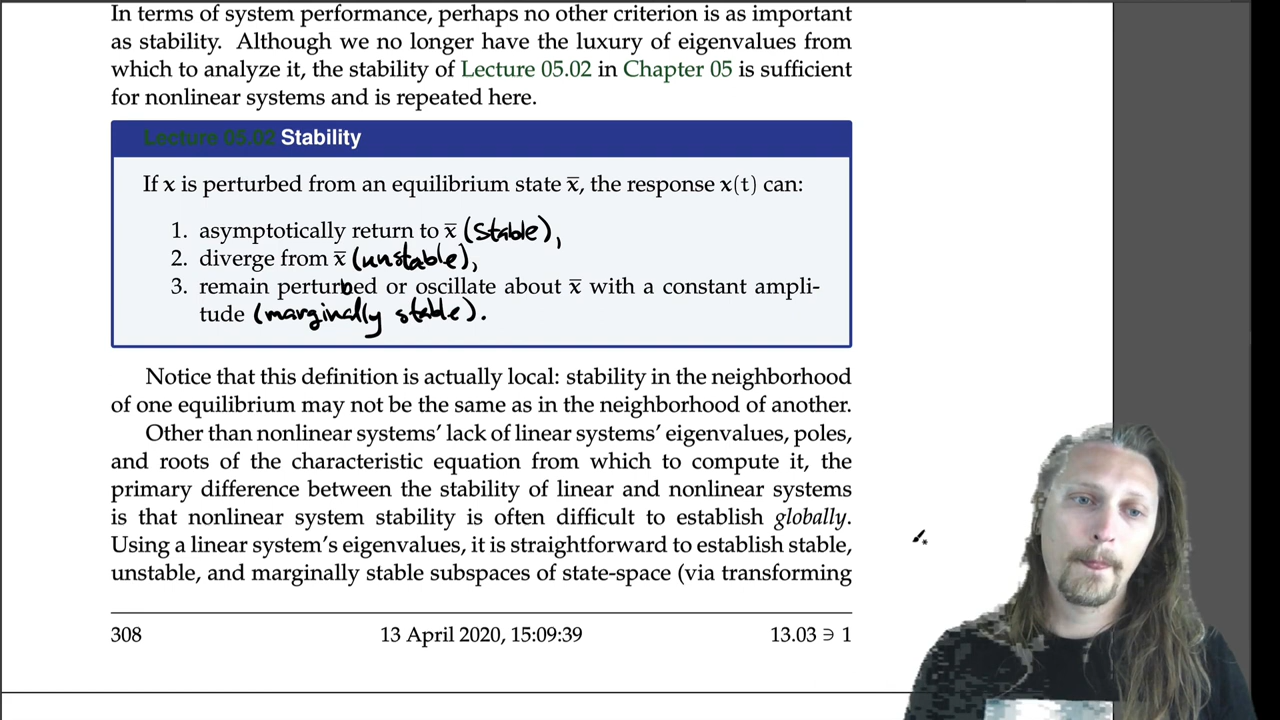 In terms of system performance, perhaps no other criterion is as important
as stability. Although we no longer have the luxury of eigenvalues from
which to analyze it, the stability of Lecture 05.02 in Chapter 05 is sufficient
for nonlinear systems and is repeated here.
Lecture 05.02 Stability
If x is perturbed from an equilibrium state x̄, the response x(t) can:
1. asymptotically return to x̄ (stable),
2. diverge from x̄ (unstable),
3. remain perturbed or oscillate about x̄ with a constant ampli-
tude (marginally stable).
Notice that this definition is actually local: stability in the neighborhood
of one equilibrium may not be the same as in the neighborhood of another.
Other than nonlinear systems' lack of linear systems' eigenvalues, poles,
and roots of the characteristic equation from which to compute it, the
primary difference between the stability of linear and nonlinear systems
is that nonlinear system stability is often difficult to establish globally.
Using a linear system's eigenvalues, it is straightforward to establish stable,
unstable, and marginally stable subspaces of state-space (via transforming
308 13 April 2020, 15:09:39 13.03 ∋ 1